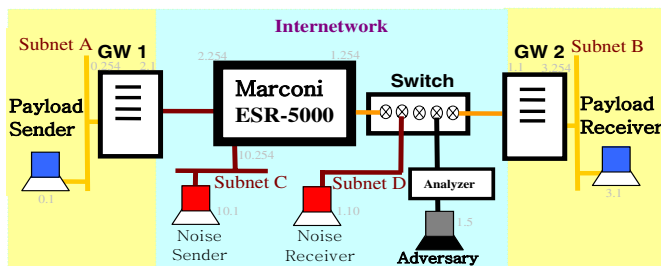 Internetwork
Subnet A
GW 1
GW 2
Subnet B
0.254
2.1
2.254
1.254
1.1
3.254
Marconi
ESR-5000
Switch
Payload
Sender
Payload
Receiver
10.254
Subnet C
Subnet D
Analyzer
0.1
10.1
1.10
1.5
3.1
Noise
Sender
Noise
Receiver
Adversary